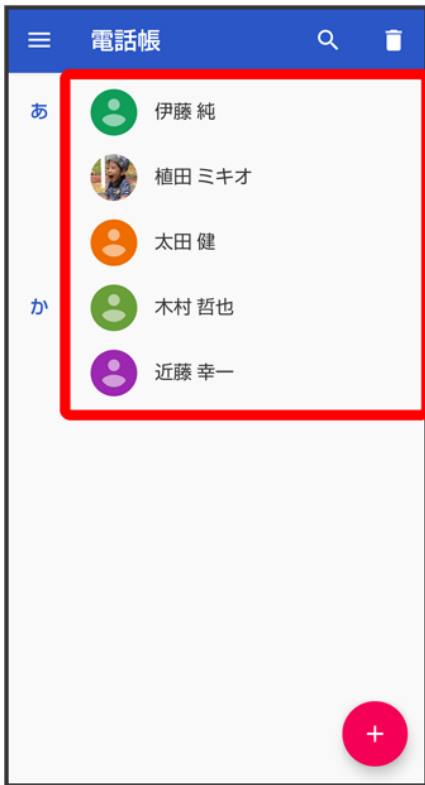 電話帳
あ
伊藤 純
植田 ミキオ
太田 健
か
木村 哲也
近藤 幸一